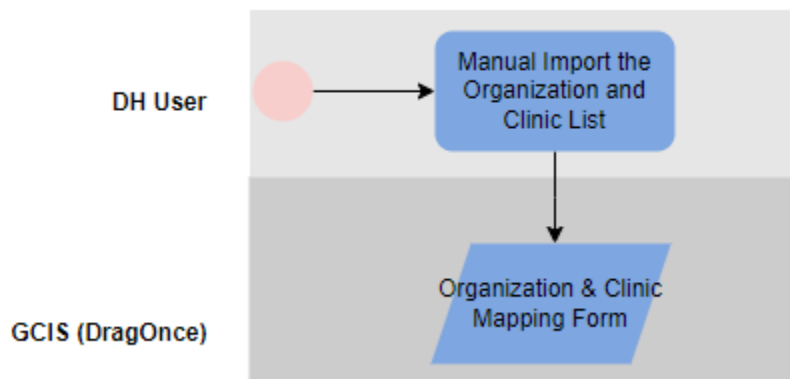 Manual Import the
Organization and
Clinic List
DH User
Organization & Clinic
Mapping Form
GCIS (DragOnce)